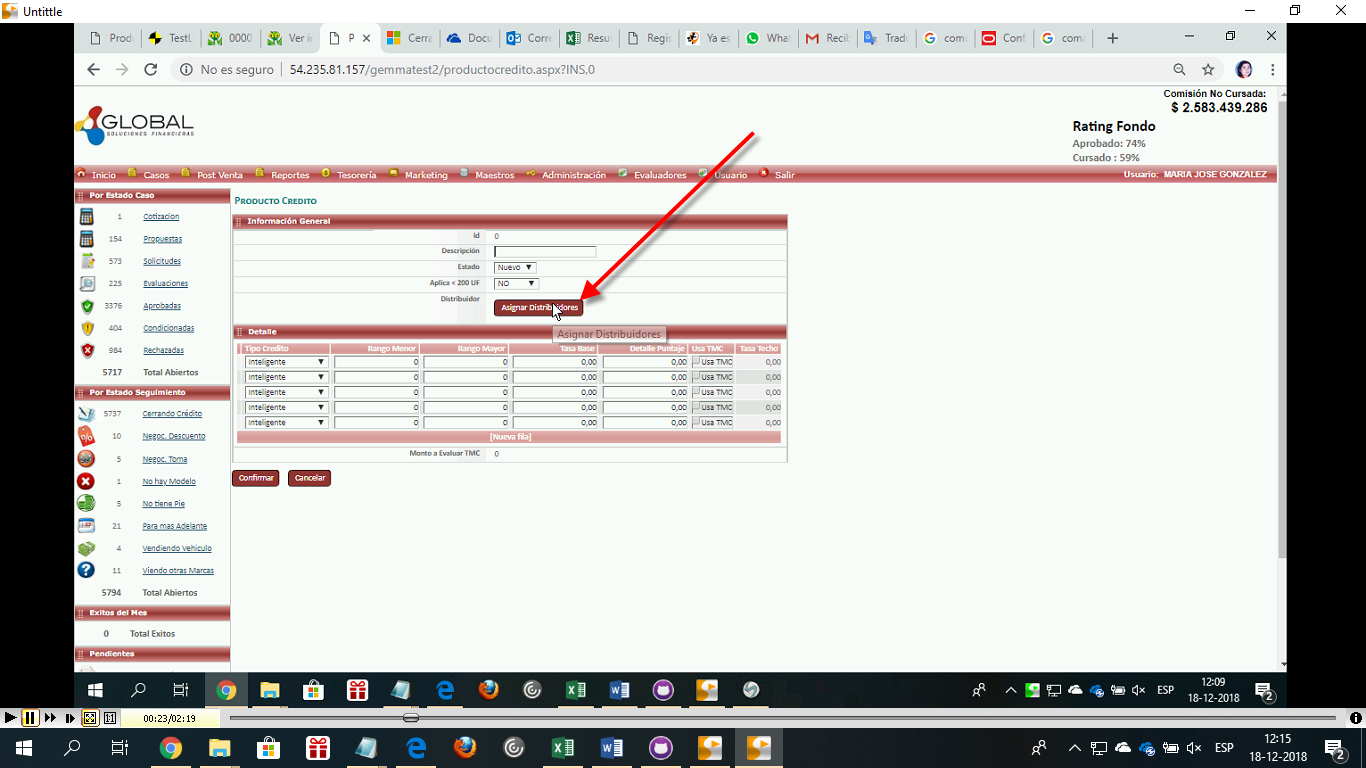 Untittle
Prod
TestL
0000
Ver in
P
Cerra
Docu
Corre
Resu
Regis
Ya es
What
Recib
Tradu
como
Conf
como
No es seguro | 54.235.81.157/gemmatest2/productocredito.aspx?INS,0
Comisión No Cursada:
$ 2.583.439.286
GLOBAL
SOLUCIONES FINANCIERAS
Rating Fondo
Aprobado: 74%
Cursado : 59%
Inicio Casos Post Venta Reportes Tesorería Marketing Maestros Administración Evaluadores Usuario Salir Usuario: MARIA JOSE GONZALEZ
Por Estado Caso
1 Cotizacion
154 Propuestas
573 Solicitudes
225 Evaluaciones
3376 Aprobadas
404 Condicionadas
984 Rechazadas
5717 Total Abiertos
Por Estado Seguimiento
5737 Cerrando Crédito
10 Negoc. Descuento
5 Negoc. Toma
1 No hay Modelo
5 No tiene Pie
21 Para mas Adelante
4 Vendiendo Vehiculo
11 Viendo otras Marcas
5794 Total Abiertos
Exitos del Mes
0 Total Exitos
Pendientes
PRODUCTO CREDITO
Información General
Id 0
Descripción
Estado Nuevo
Aplica < 200 UF NO
Distribuidor Asignar Distribuidores
Asignar Distribuidores
Detalle
Tipo Credito Rango Menor Rango Mayor Tasa Base Detalle Puntaje Usa TMC Tasa Techo
Inteligente 0 0 0,00 0,00 Usa TMC 0,00
Inteligente 0 0 0,00 0,00 Usa TMC 0,00
Inteligente 0 0 0,00 0,00 Usa TMC 0,00
Inteligente 0 0 0,00 0,00 Usa TMC 0,00
Inteligente 0 0 0,00 0,00 Usa TMC 0,00
[Nueva fila]
Monto a Evaluar TMC 0
Confirmar Cancelar
ESP 12:09
18-12-2018
2
00:23/02:19
ESP 12:15
18-12-2018
2